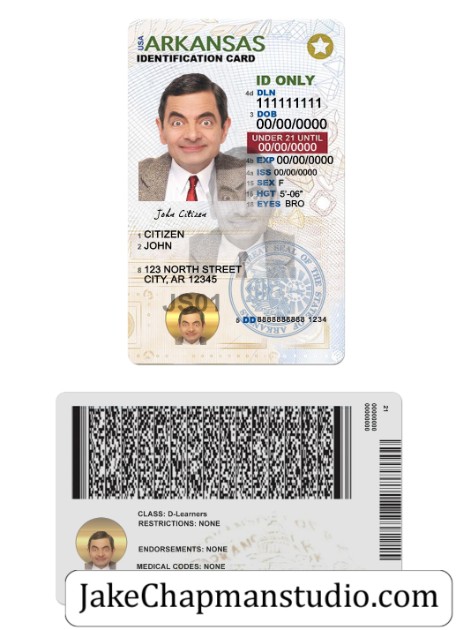 USA
ARKANSAS
IDENTIFICATION CARD
ID ONLY
4d DLN
111111111
3 DOB
00/00/0000
UNDER 21 UNTIL
00/00/0000
4b EXP 00/00/0000
4a ISS 00/00/0000
15 SEX F
16 HGT 5'-06"
18 EYES BRO
John Citizen
1 CITIZEN
2 JOHN
8 123 NORTH STREET
CITY, AR 12345
JS01
5 DD 8888888888 1234
21
00000000
00000000
CLASS: D-Learners
RESTRICTIONS: NONE
ENDORSEMENTS: NONE
MEDICAL CODES: NONE
JakeChapmanstudio.com